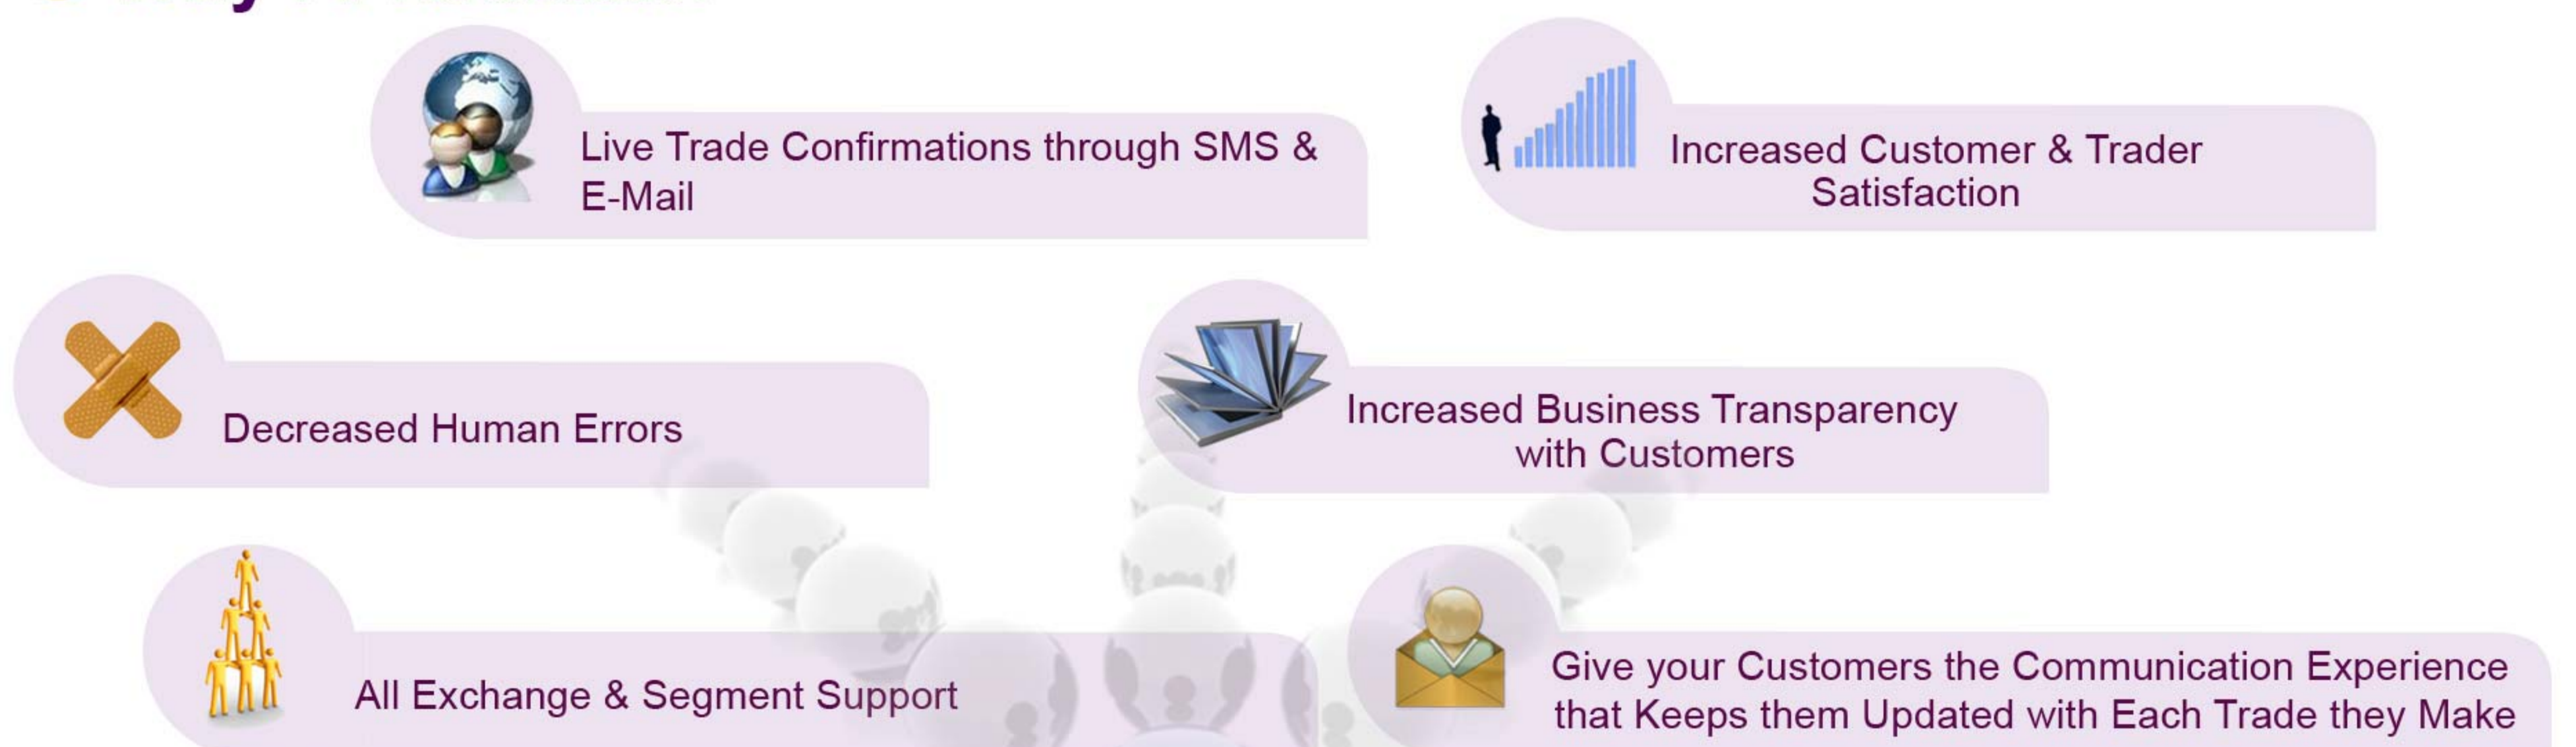 Live Trade Confirmations through SMS &
E-Mail
Increased Customer & Trader
Satisfaction
Decreased Human Errors
Increased Business Transparency
with Customers
All Exchange & Segment Support
Give your Customers the Communication Experience
that Keeps them Updated with Each Trade they Make